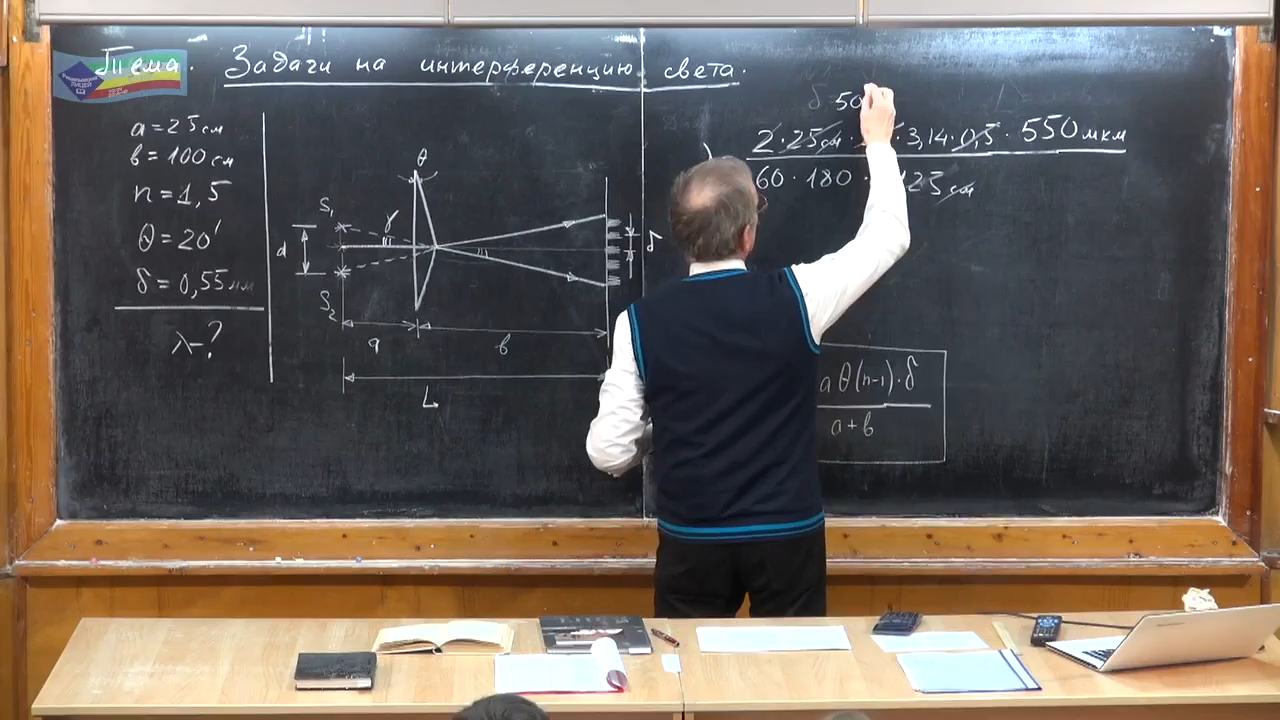 Тема. Задачи на интерференцию света.
a = 25 см
b = 100 см
n = 1,5
θ = 20'
δ = 0,55 мм
λ - ?
θ
S₁
γ
d
δ
S₂
a
b
L
50
2 · 25 см · · 3,14 · 0,5 · 550 мкм
60 · 180 · 125 см
a θ (n-1) · δ
a + b